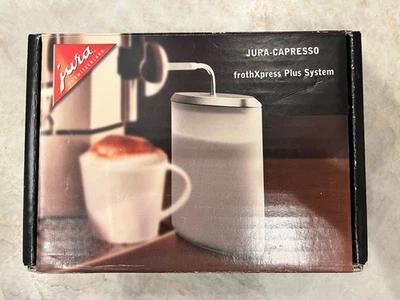 jura
SWITZERLAND
JURA-CAPRESSO
frothXpress Plus System